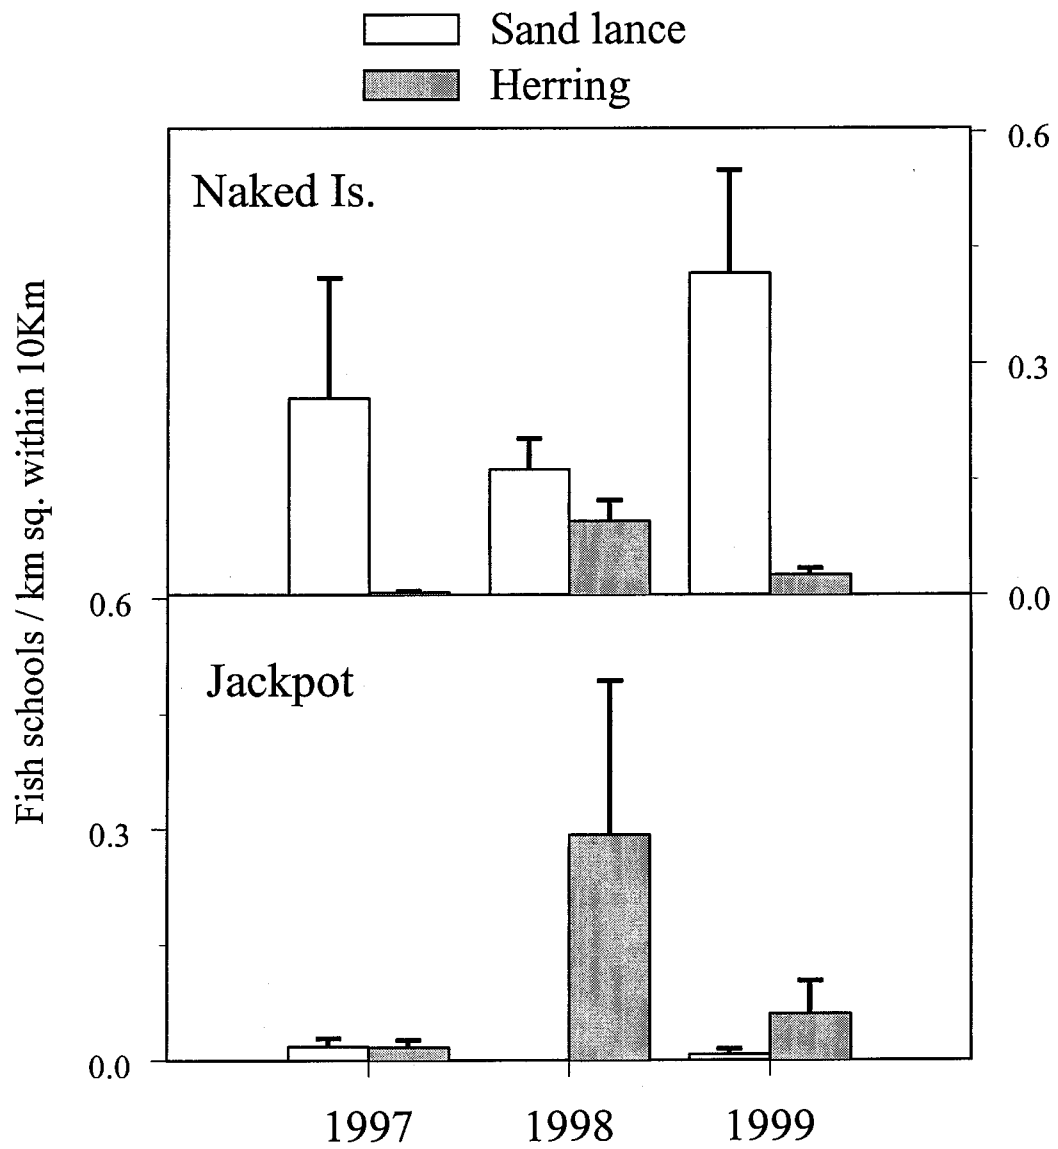 Sand lance
Herring
Naked Is.
0.6
0.3
0.0
Fish schools / km sq. within 10Km
Jackpot
0.6
0.3
0.0
1997 1998 1999